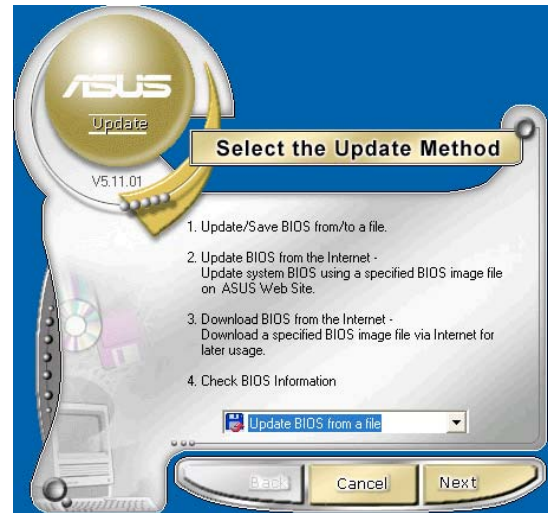 ASUS
Update
V5.11.01
Select the Update Method
1. Update/Save BIOS from/to a file.
2. Update BIOS from the Internet -
Update system BIOS using a specified BIOS image file
on ASUS Web Site.
3. Download BIOS from the Internet -
Download a specified BIOS image file via Internet for
later usage.
4. Check BIOS Information
Update BIOS from a file
Back
Cancel
Next